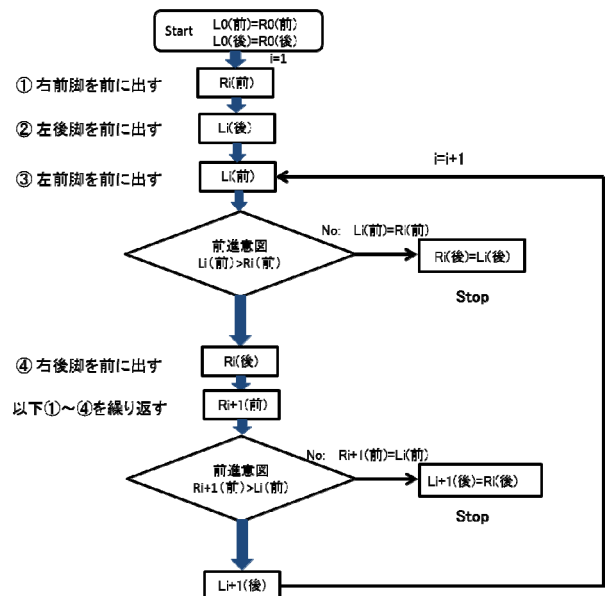 Start L0(前)=R0(前)
L0(後)=R0(後)
i=1
① 右前脚を前に出す
Ri(前)
② 左後脚を前に出す
Li(後)
③ 左前脚を前に出す
Li(前)
i=i+1
前進意図
Li(前)>Ri(前)
No: Li(前)=Ri(前)
Ri(後)=Li(後)
Stop
④ 右後脚を前に出す
Ri(後)
以下①～④を繰り返す
Ri+1(前)
前進意図
Ri+1(前)>Li(前)
No: Ri+1(前)=Li(前)
Li+1(後)=Ri(後)
Stop
Li+1(後)